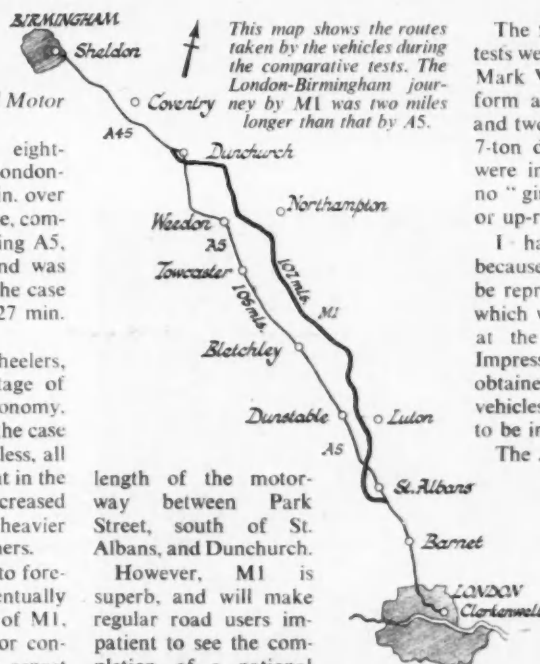 BIRMINGHAM
Sheldon
Coventry
A45
Dunchurch
Northampton
Weedon
A5
Towcester
106 mls.
107 mls.
M1
Bletchley
Dunstable
Luton
A5
St. Albans
Barnet
LONDON
Clerkenwell
This map shows the routes
taken by the vehicles during
the comparative tests. The
London-Birmingham jour-
ney by M1 was two miles
longer than that by A5.
Motor
eight-
ondon-
in. over
e, com-
ing A5,
nd was
he case
27 min.
heelers,
tage of
onomy.
he case
less, all
t in the
creased
heavier
ners.
to fore-
entually
of M1,
or con-
length of the motor-
way between Park
Street, south of St.
Albans, and Dunchurch.
However, M1 is
superb, and will make
regular road users im-
patient to see the com-
pletion of a national
The
tests we
Mark V
form a
and two
7-ton d
were in
no " gi
or up-r
I ha
because
be repr
which w
at the
Impress
obtaine
vehicles
to be in
The